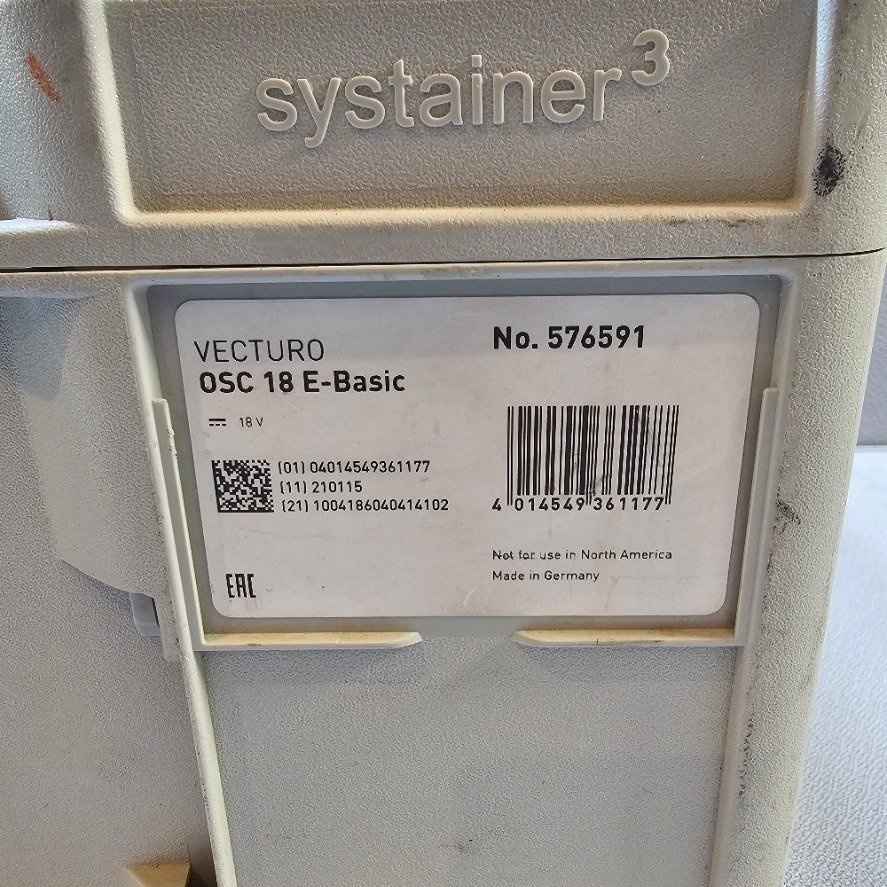 systainer³
VECTURO
OSC 18 E-Basic
No. 576591
18 V
(01) 04014549361177
(11) 210115
(21) 1004186040414102
4 014549 361177
EAC
Not for use in North America
Made in Germany